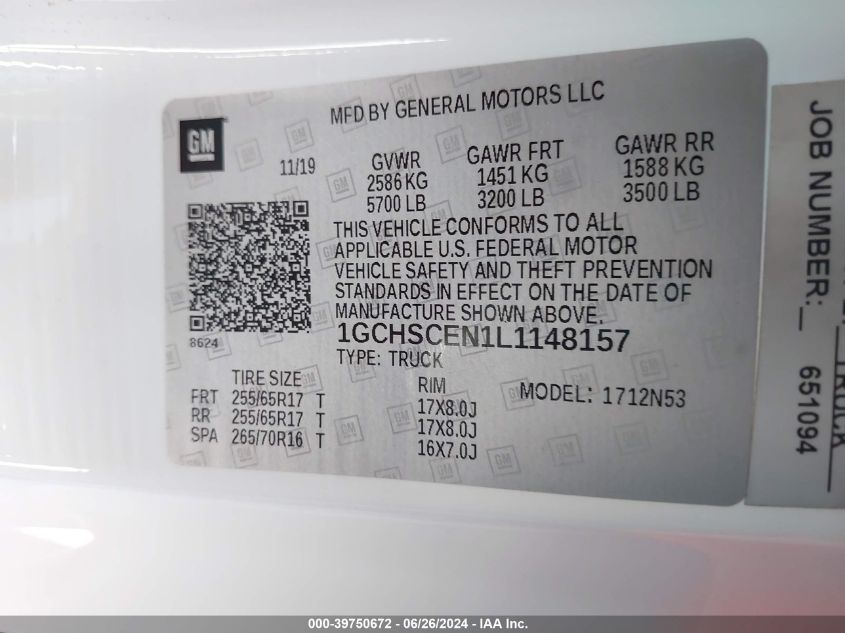 MFD BY GENERAL MOTORS LLC
GM
11/19
GVWR GAWR FRT GAWR RR
2586 KG 1451 KG 1588 KG
5700 LB 3200 LB 3500 LB
THIS VEHICLE CONFORMS TO ALL
APPLICABLE U.S. FEDERAL MOTOR
VEHICLE SAFETY AND THEFT PREVENTION
STANDARDS IN EFFECT ON THE DATE OF
MANUFACTURE SHOWN ABOVE.
8624
1GCHSCEN1L1148157
TYPE: TRUCK
TIRE SIZE RIM MODEL: 1712N53
FRT 255/65R17 T 17X8.0J
RR 255/65R17 T 17X8.0J
SPA 265/70R16 T 16X7.0J
JOB NUMBER:_ 651094
TRUCK
000-39750672 - 06/26/2024 - IAA Inc.